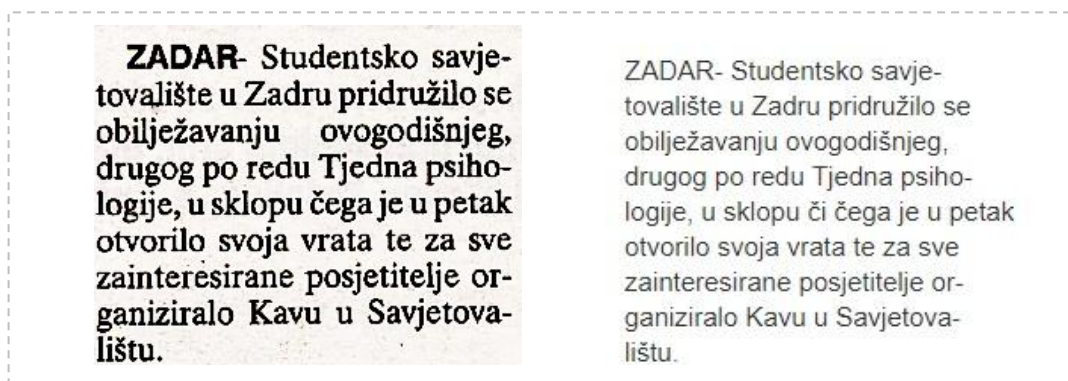 ZADAR- Studentsko savje-
tovalište u Zadru pridružilo se
obilježavanju ovogodišnjeg,
drugog po redu Tjedna psiho-
logije, u sklopu čega je u petak
otvorilo svoja vrata te za sve
zainteresirane posjetitelje or-
ganiziralo Kavu u Savjetova-
lištu.
ZADAR- Studentsko savje-
tovalište u Zadru pridružilo se
obilježavanju ovogodišnjeg,
drugog po redu Tjedna psiho-
logije, u sklopu či čega je u petak
otvorilo svoja vrata te za sve
zainteresirane posjetitelje or-
ganiziralo Kavu u Savjetova-
lištu.